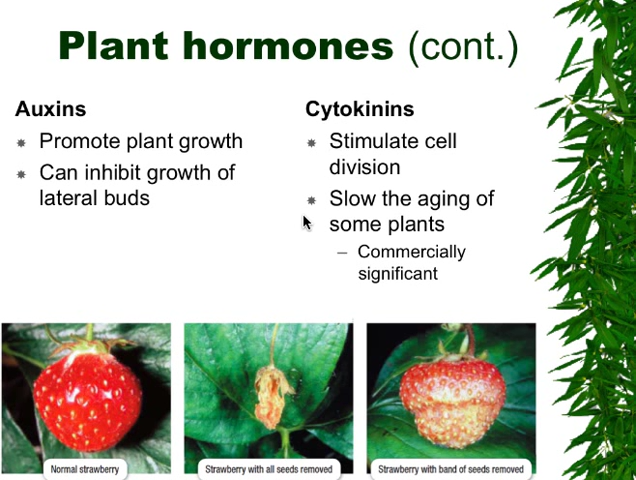 Plant hormones (cont.)
Auxins
Promote plant growth
Can inhibit growth of
lateral buds
Cytokinins
Stimulate cell
division
Slow the aging of
some plants
– Commercially
significant
Normal strawberry
Strawberry with all seeds removed
Strawberry with band of seeds removed